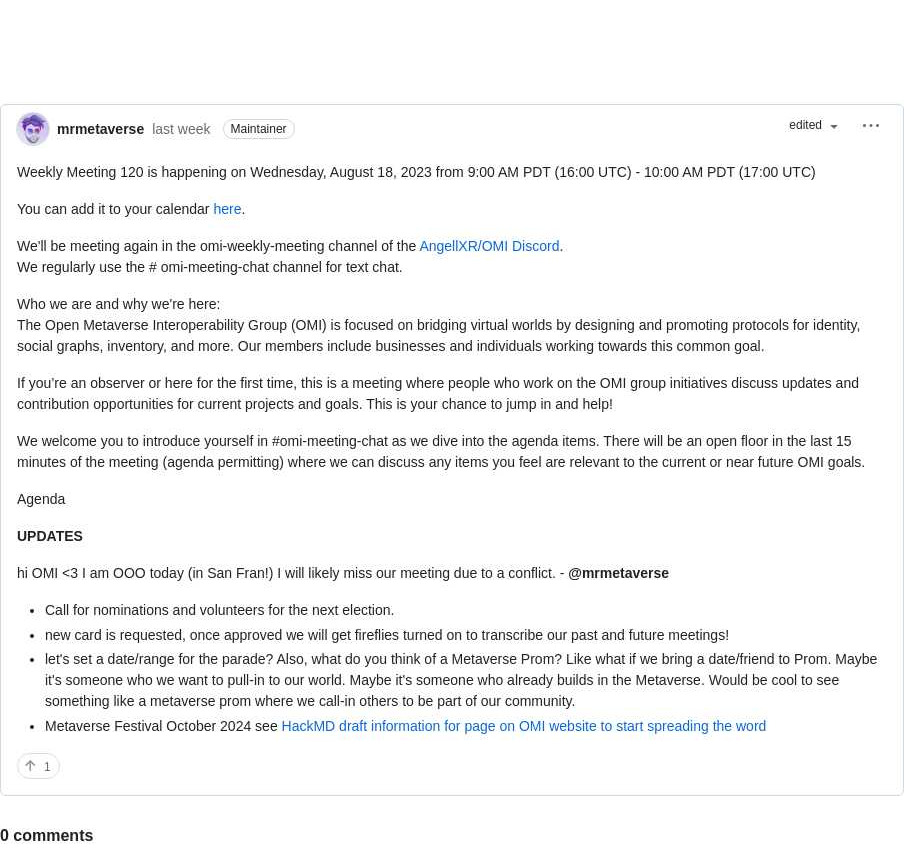 mrmetaverse last week Maintainer edited
Weekly Meeting 120 is happening on Wednesday, August 18, 2023 from 9:00 AM PDT (16:00 UTC) - 10:00 AM PDT (17:00 UTC)
You can add it to your calendar here.
We'll be meeting again in the omi-weekly-meeting channel of the AngellXR/OMI Discord.
We regularly use the # omi-meeting-chat channel for text chat.
Who we are and why we're here:
The Open Metaverse Interoperability Group (OMI) is focused on bridging virtual worlds by designing and promoting protocols for identity,
social graphs, inventory, and more. Our members include businesses and individuals working towards this common goal.
If you're an observer or here for the first time, this is a meeting where people who work on the OMI group initiatives discuss updates and
contribution opportunities for current projects and goals. This is your chance to jump in and help!
We welcome you to introduce yourself in #omi-meeting-chat as we dive into the agenda items. There will be an open floor in the last 15
minutes of the meeting (agenda permitting) where we can discuss any items you feel are relevant to the current or near future OMI goals.
Agenda
UPDATES
hi OMI <3 I am OOO today (in San Fran!) I will likely miss our meeting due to a conflict. - @mrmetaverse
• Call for nominations and volunteers for the next election.
• new card is requested, once approved we will get fireflies turned on to transcribe our past and future meetings!
• let's set a date/range for the parade? Also, what do you think of a Metaverse Prom? Like what if we bring a date/friend to Prom. Maybe
it's someone who we want to pull-in to our world. Maybe it's someone who already builds in the Metaverse. Would be cool to see
something like a metaverse prom where we call-in others to be part of our community.
• Metaverse Festival October 2024 see HackMD draft information for page on OMI website to start spreading the word
1
0 comments